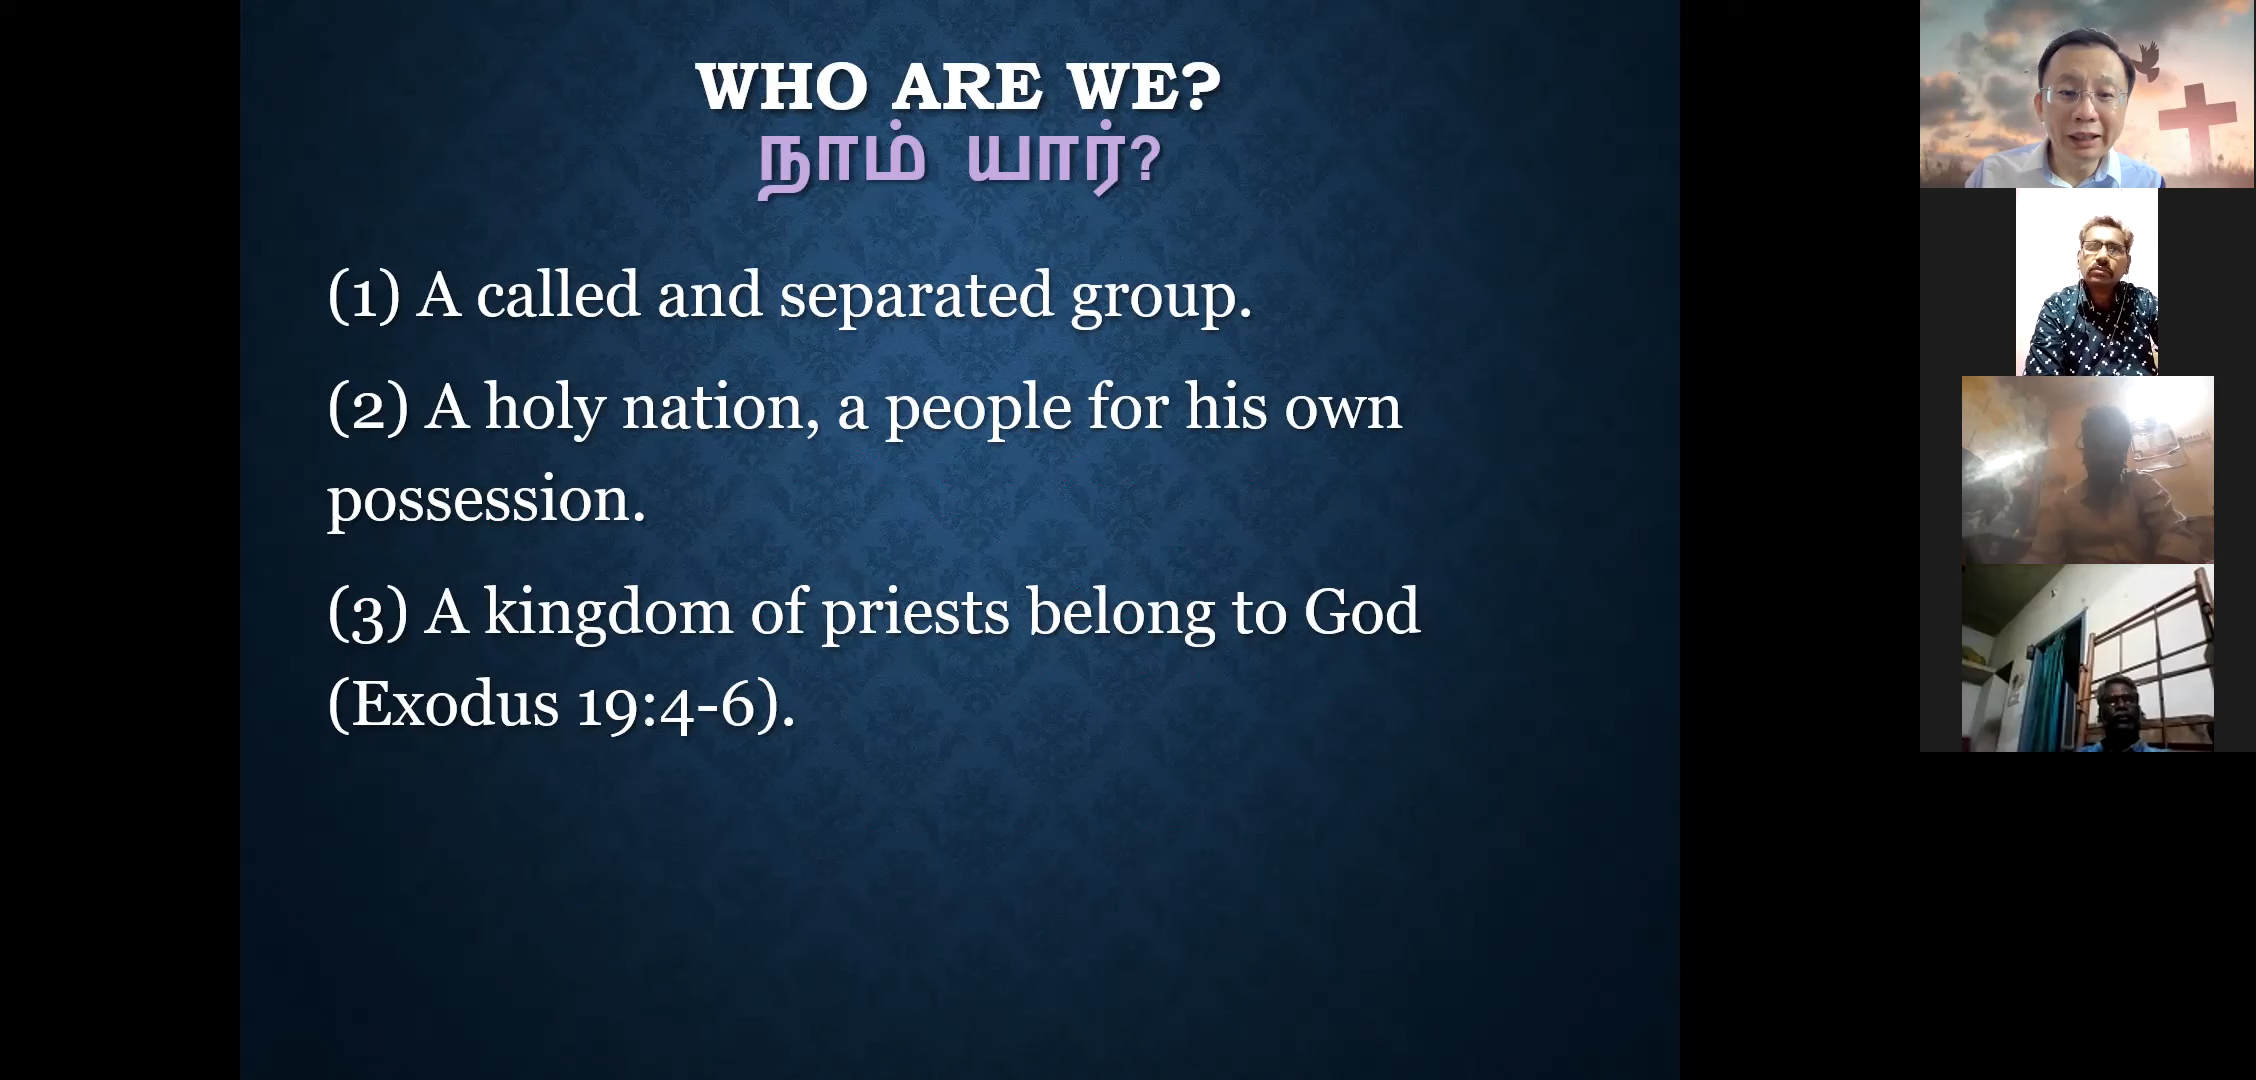 WHO ARE WE?
நாம் யார்?
(1) A called and separated group.
(2) A holy nation, a people for his own
possession.
(3) A kingdom of priests belong to God
(Exodus 19:4-6).